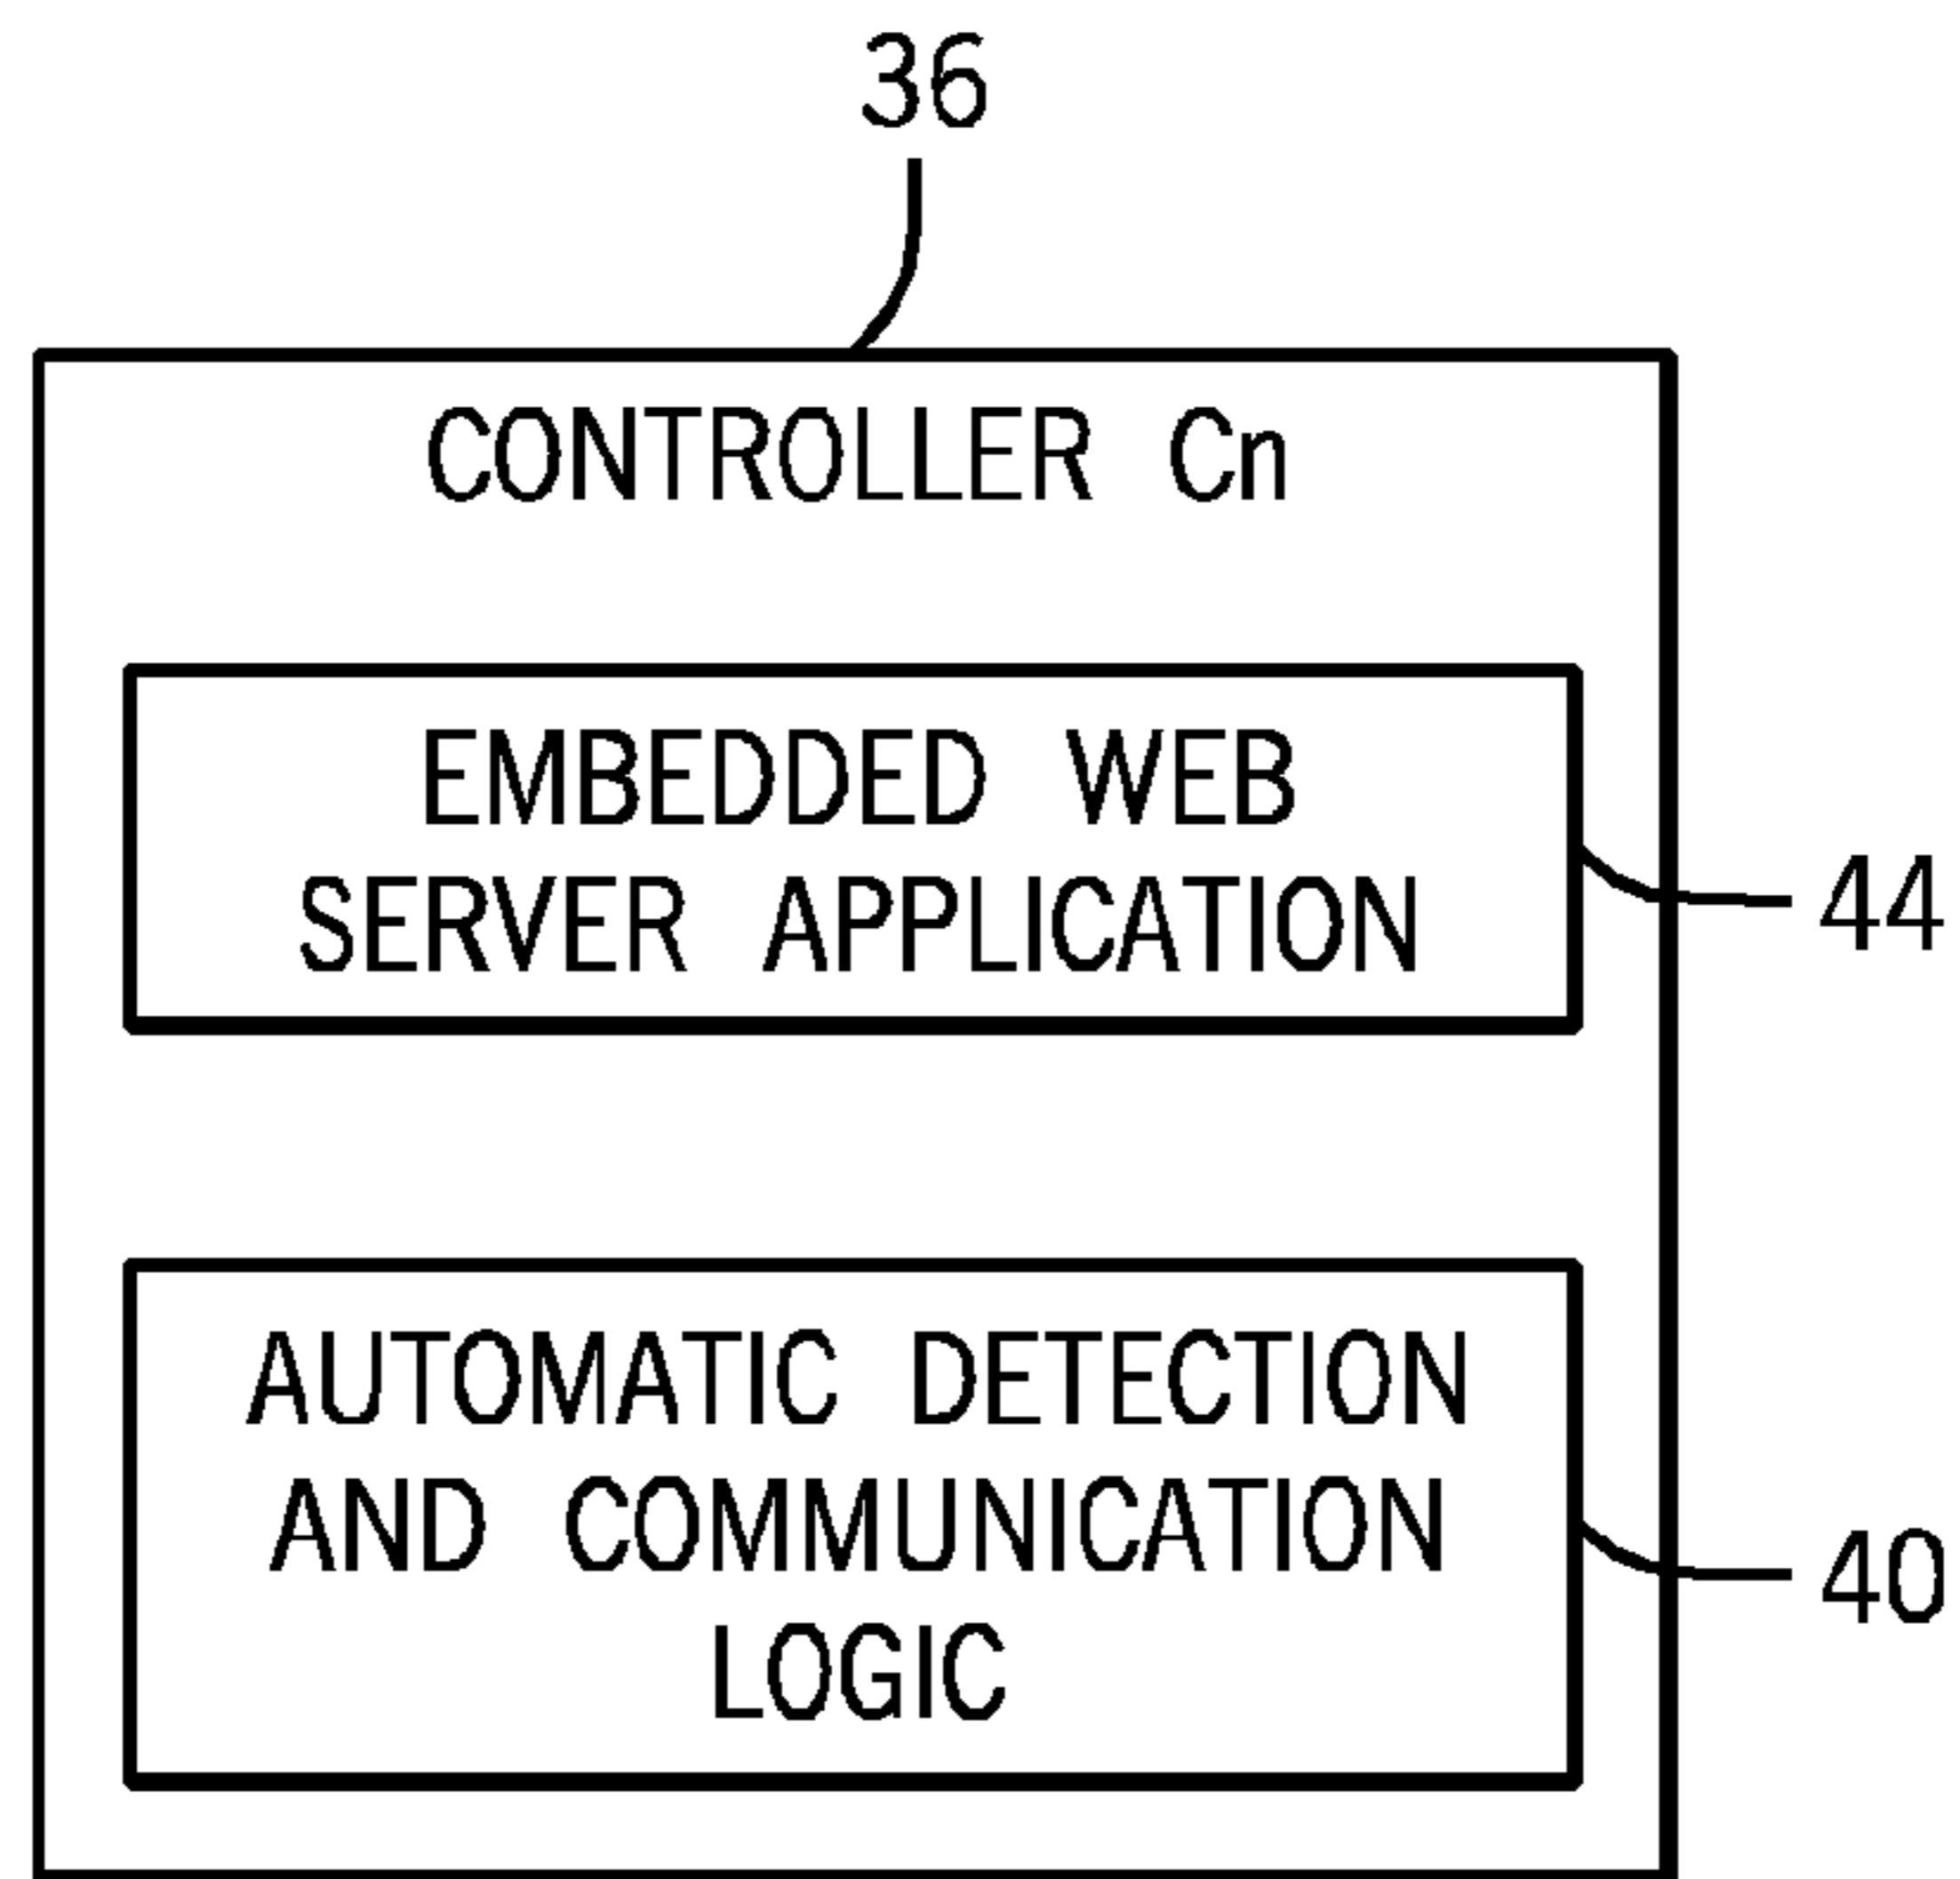 36
CONTROLLER Cn
EMBEDDED WEB
SERVER APPLICATION
44
AUTOMATIC DETECTION
AND COMMUNICATION
LOGIC
40